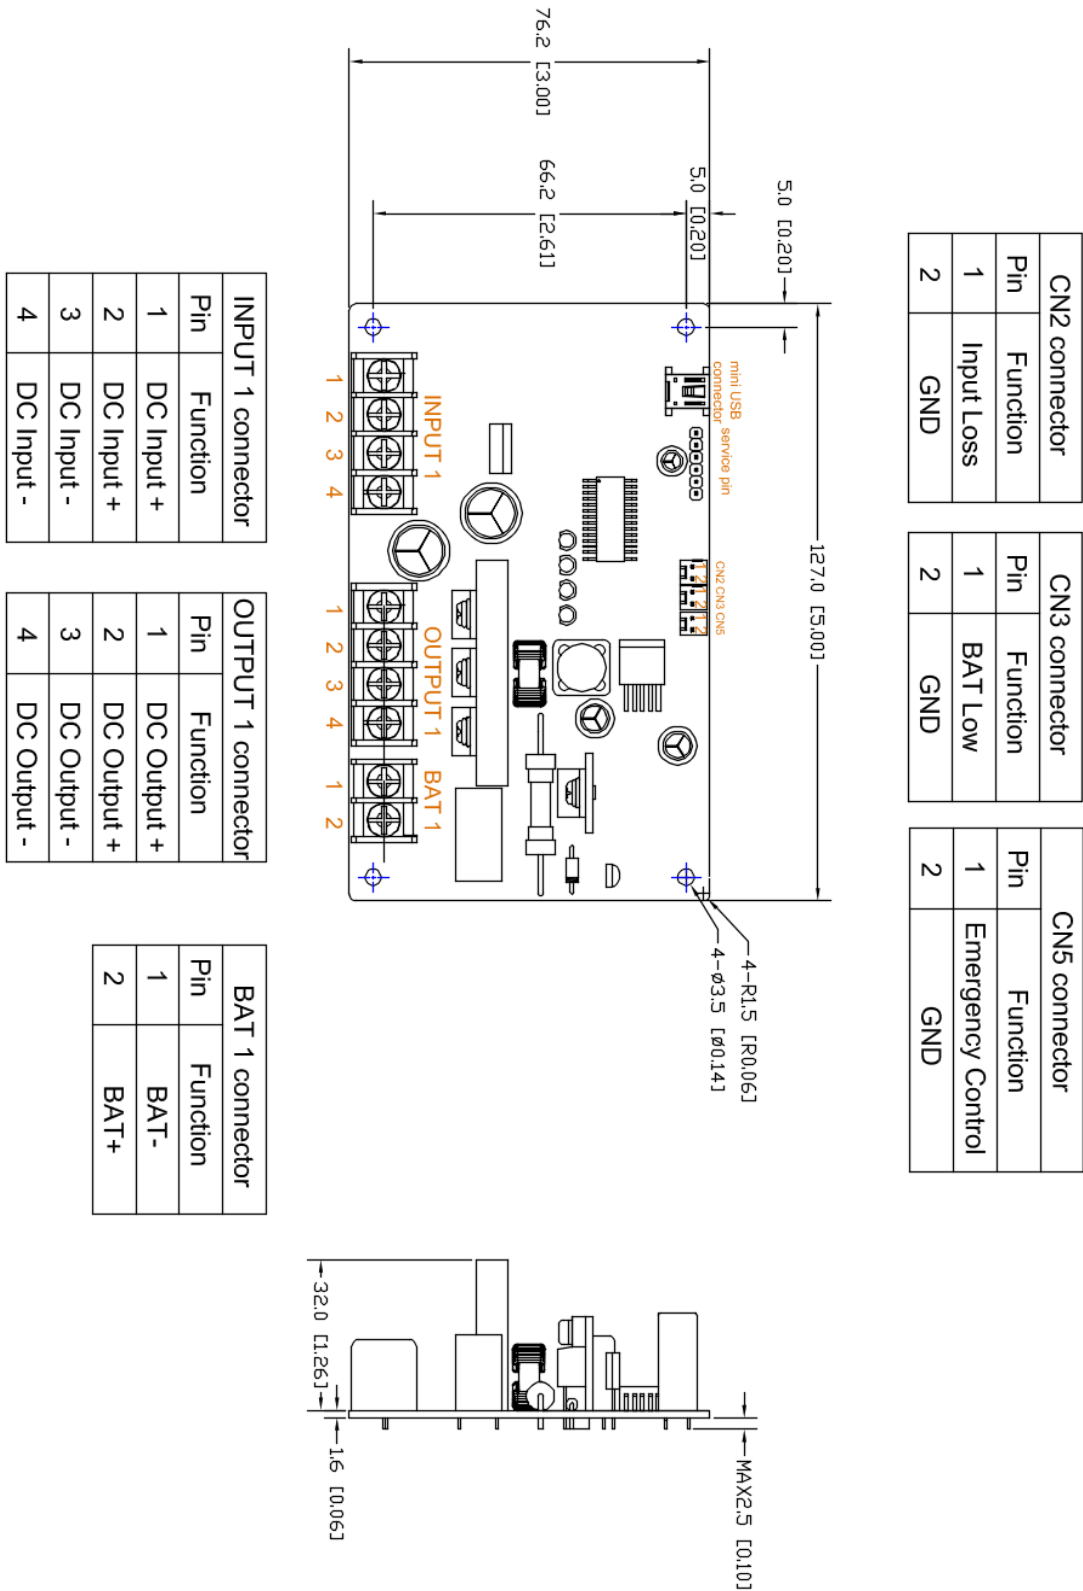 CN2 connector
Pin Function
1 Input Loss
2 GND
CN3 connector
Pin Function
1 BAT Low
2 GND
CN5 connector
Pin Function
1 Emergency Control
2 GND
127.0 [5.00]
5.0 [0.20]
5.0 [0.20]
66.2 [2.61]
76.2 [3.00]
4-R1.5 [R0.06]
4-Ø3.5 [Ø0.14]
mini USB
connector
service pin
CN2 CN3 CN5
1 2 1 2 1 2
INPUT 1
1 2 3 4
OUTPUT 1
1 2 3 4
BAT 1
1 2
MAX2.5 [0.10]
32.0 [1.26]
1.6 [0.06]
INPUT 1 connector
Pin Function
1 DC Input +
2 DC Input +
3 DC Input -
4 DC Input -
OUTPUT 1 connector
Pin Function
1 DC Output +
2 DC Output +
3 DC Output -
4 DC Output -
BAT 1 connector
Pin Function
1 BAT-
2 BAT+